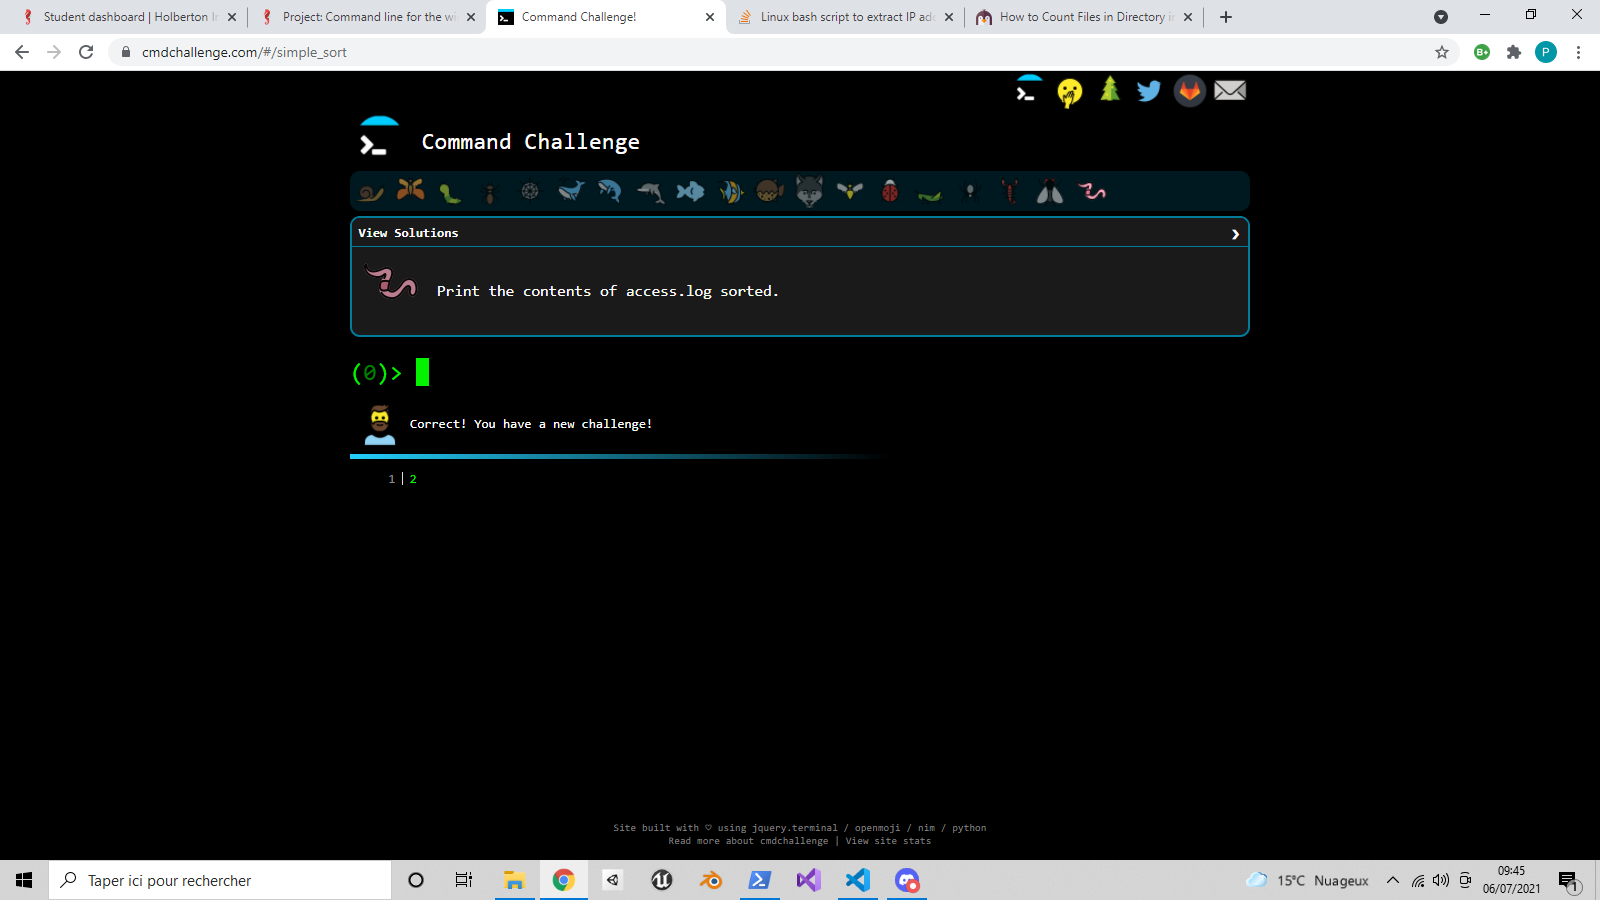 Student dashboard | Holberton In
Project: Command line for the wi
Command Challenge!
Linux bash script to extract IP ad
How to Count Files in Directory i
cmdchallenge.com/#/simple_sort
B+
P
Command Challenge
View Solutions
Print the contents of access.log sorted.
(0)>
Correct! You have a new challenge!
1 | 2
Site built with ♡ using jquery.terminal / openmoji / nim / python
Read more about cmdchallenge | View site stats
Taper ici pour rechercher
15°C Nuageux
09:45
06/07/2021
1